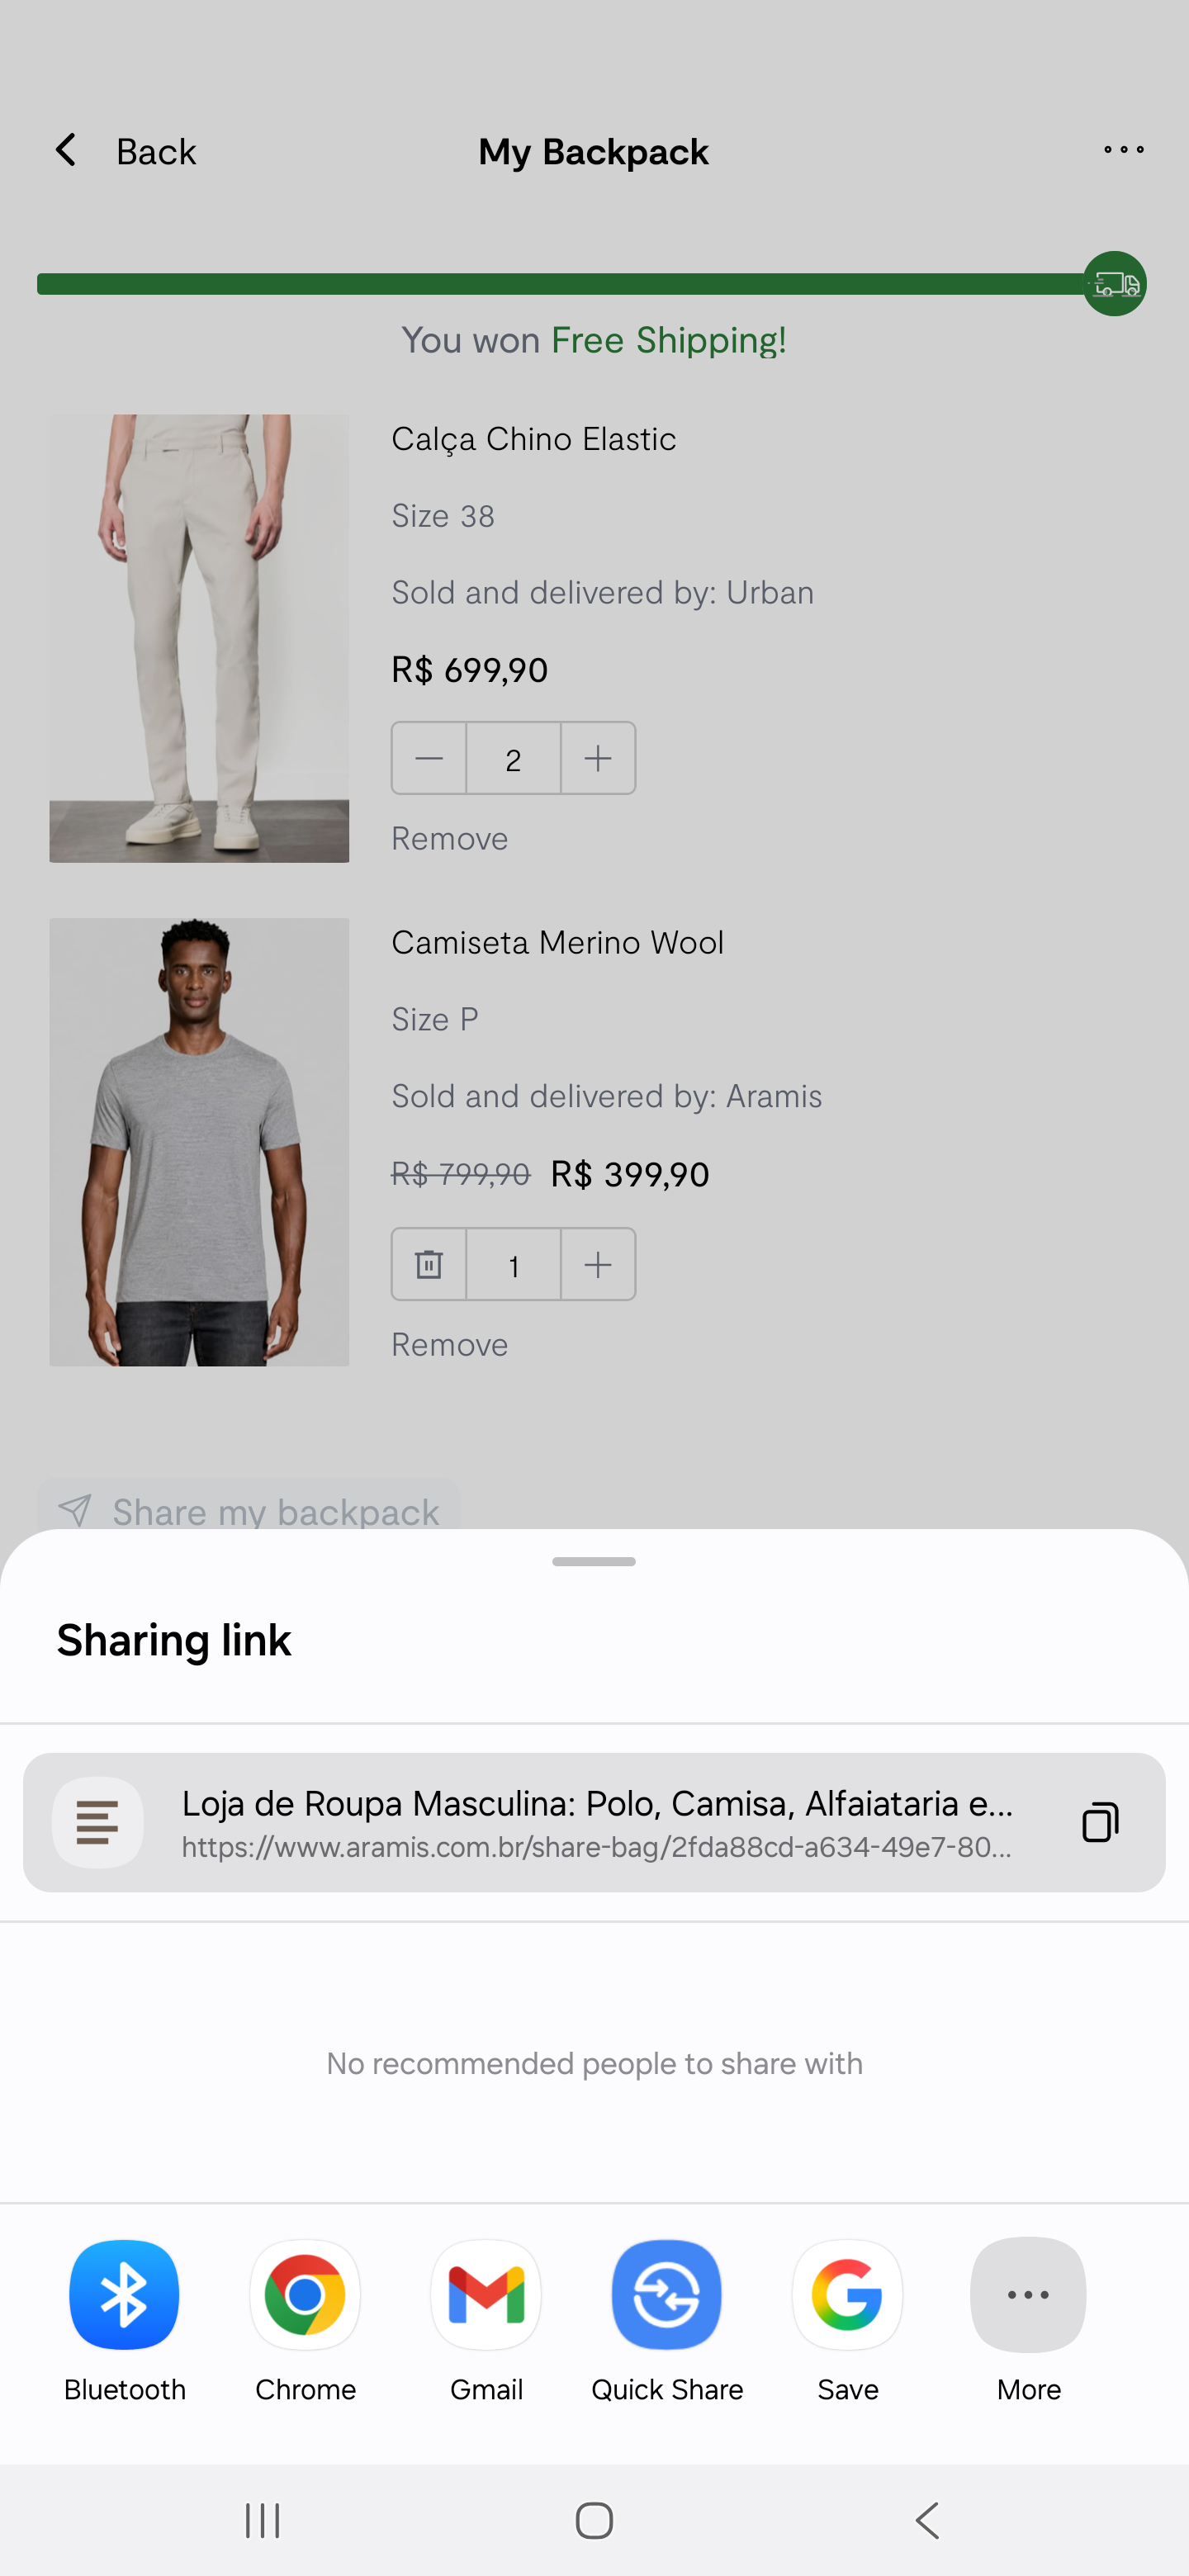 Back
My Backpack
You won Free Shipping!
Calça Chino Elastic
Size 38
Sold and delivered by: Urban
R$ 699,90
2
Remove
Camiseta Merino Wool
Size P
Sold and delivered by: Aramis
R$ 799,90 R$ 399,90
1
Remove
Share my backpack
Sharing link
Loja de Roupa Masculina: Polo, Camisa, Alfaiataria e...
https://www.aramis.com.br/share-bag/2fda88cd-a634-49e7-80...
No recommended people to share with
Bluetooth
Chrome
Gmail
Quick Share
Save
More